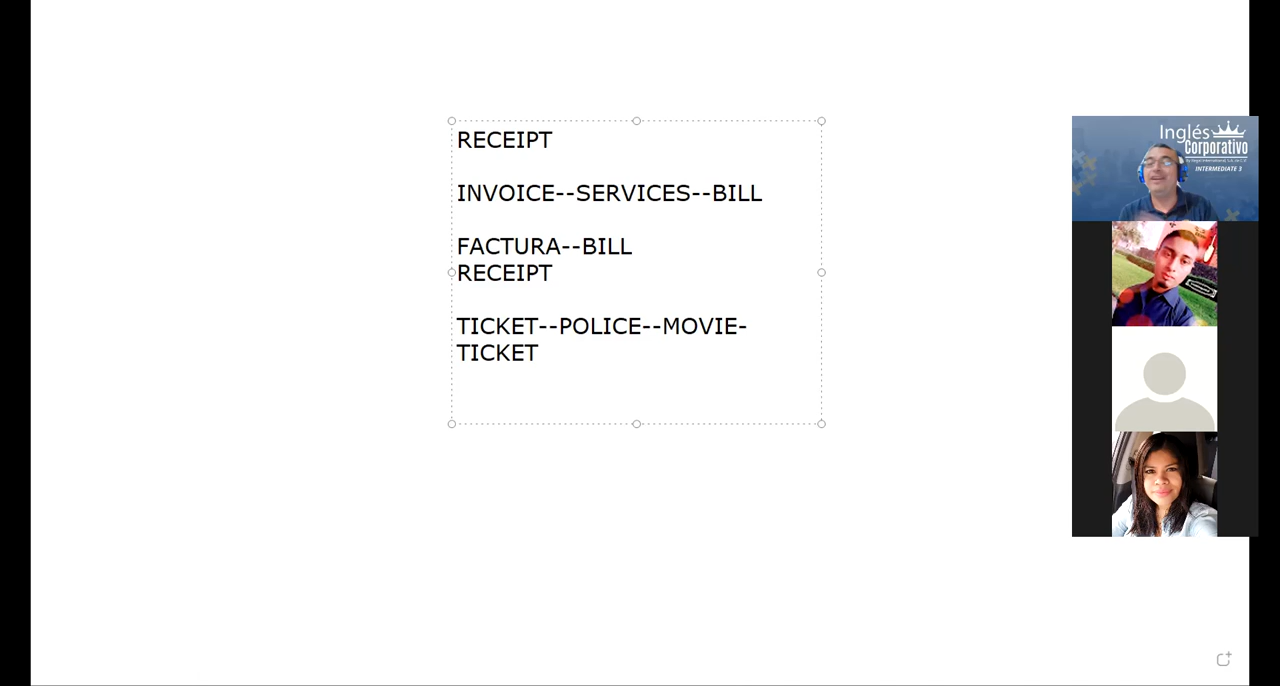 RECEIPT
INVOICE--SERVICES--BILL
FACTURA--BILL
RECEIPT
TICKET--POLICE--MOVIE-
TICKET
Inglés
Corporativo
INTERMEDIATE 3